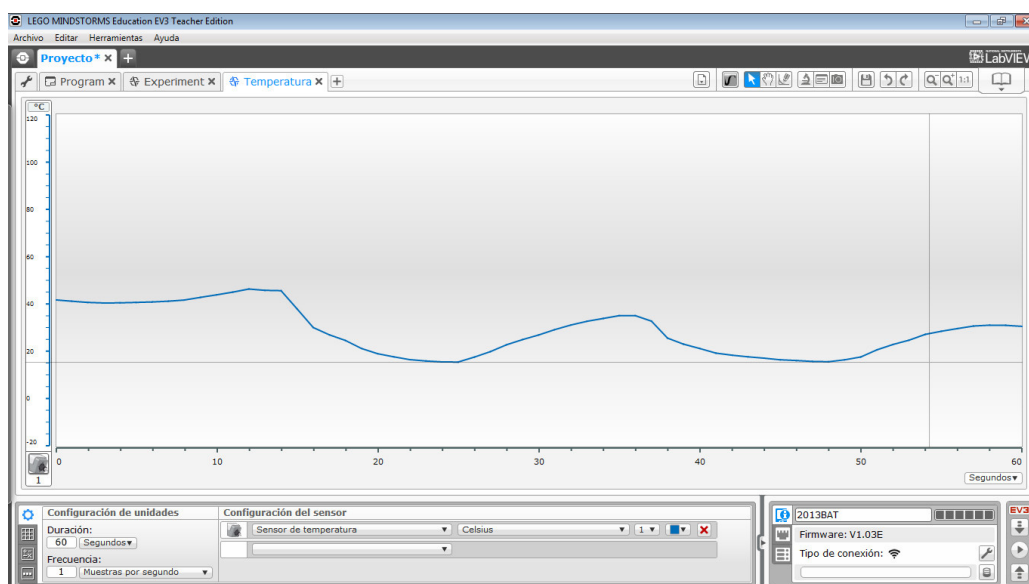 LEGO MINDSTORMS Education EV3 Teacher Edition
Archivo Editar Herramientas Ayuda
Proyecto* × +
LabVIEW
Program × Experiment × Temperatura × +
1:1
°C
120
100
80
60
40
20
0
-20
1
0 10 20 30 40 50 60
Segundos
Configuración de unidades
Duración:
60 Segundos
Frecuencia:
1 Muestras por segundo
Configuración del sensor
Sensor de temperatura Celsius 1
2013BAT
Firmware: V1.03E
Tipo de conexión:
EV3